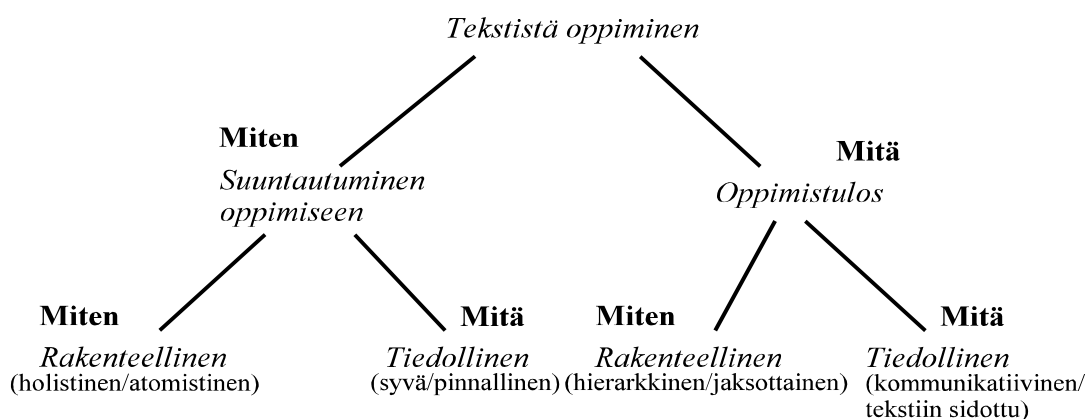 Tekstistä oppiminen
Miten
Suuntautuminen
oppimiseen
Mitä
Oppimistulos
Miten
Rakenteellinen
(holistinen/atomistinen)
Mitä
Tiedollinen
(syvä/pinnallinen)
Miten
Rakenteellinen
(hierarkkinen/jaksottainen)
Mitä
Tiedollinen
(kommunikatiivinen/
tekstiin sidottu)